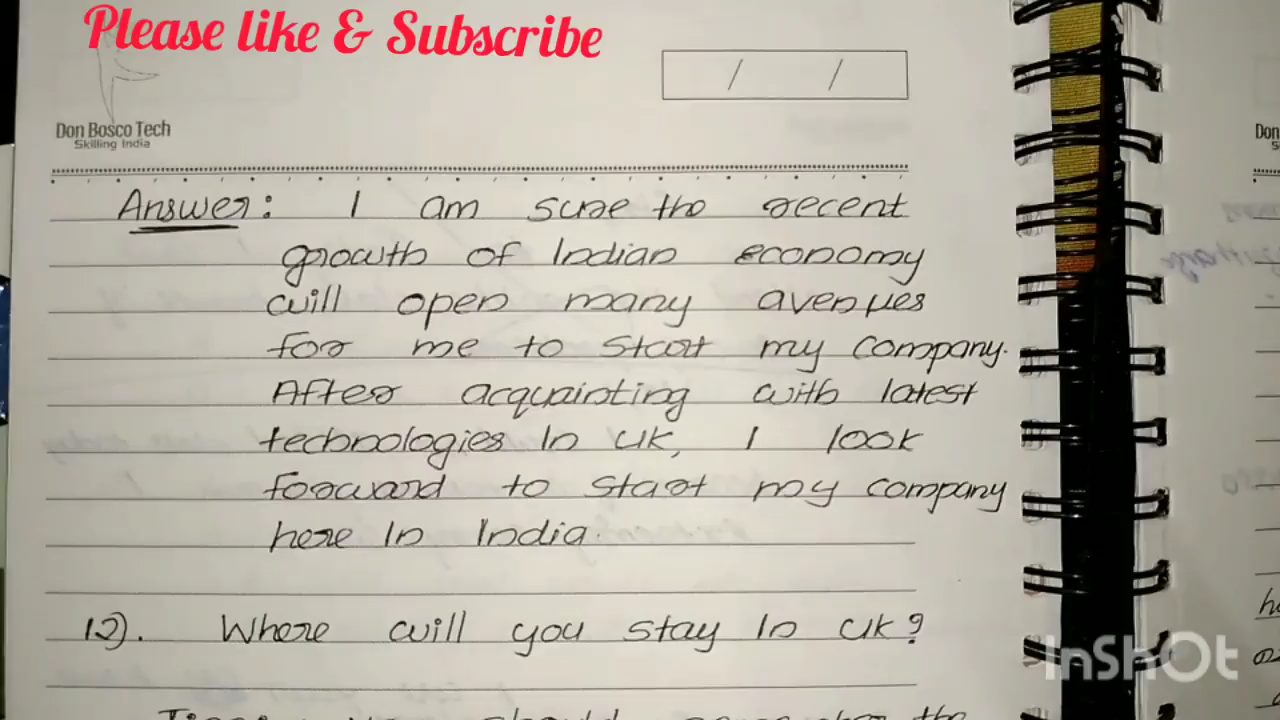 Please like & Subscribe
/ /
Don Bosco Tech
Skilling India
Answer: I am sure the recent
growth of Indian economy
will open many avenues
for me to start my company.
After acquainting with latest
technologies In UK, I look
forward to start my company
here In India.
12). Where will you stay In UK?
you should
InShOt